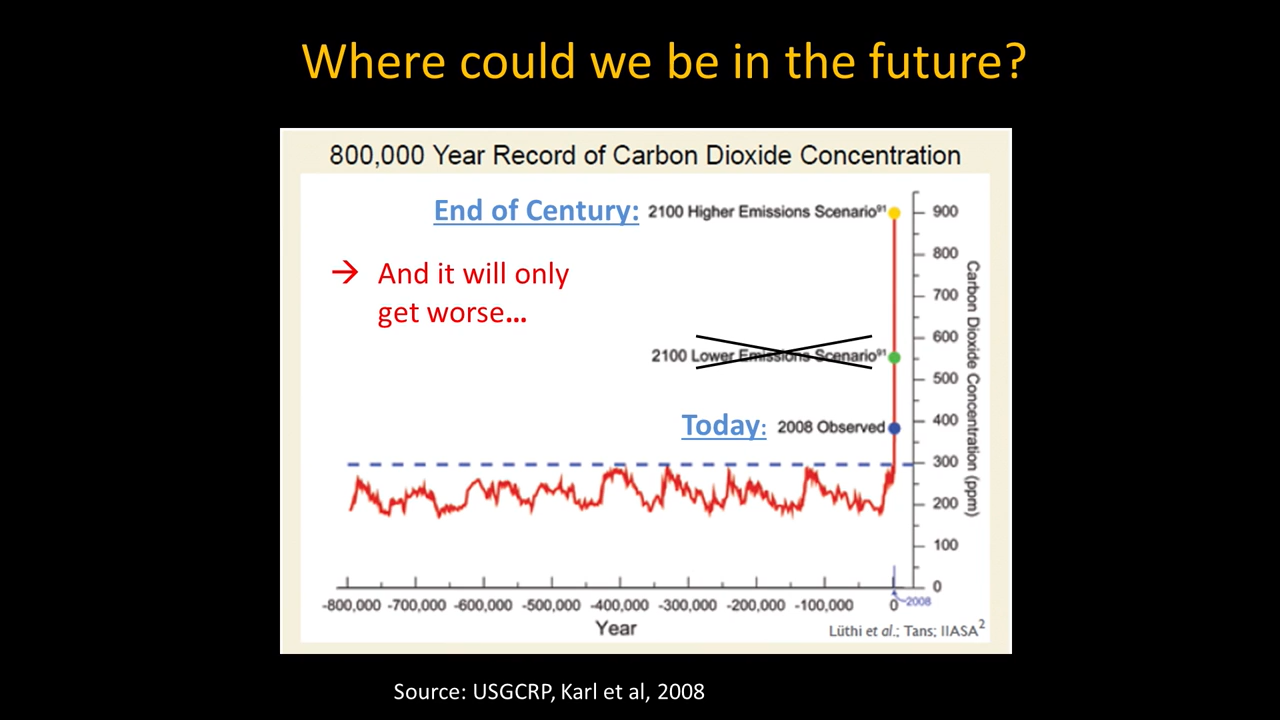 Where could we be in the future?
800,000 Year Record of Carbon Dioxide Concentration
End of Century: 2100 Higher Emissions Scenario⁹¹
→ And it will only
get worse...
2100 Lower Emissions Scenario⁹¹
Today: 2008 Observed
900
800
700
600
500
400
300
200
100
0
Carbon Dioxide Concentration (ppm)
-800,000 -700,000 -600,000 -500,000 -400,000 -300,000 -200,000 -100,000 0 2008
Year
Lüthi et al.; Tans; IIASA²
Source: USGCRP, Karl et al, 2008